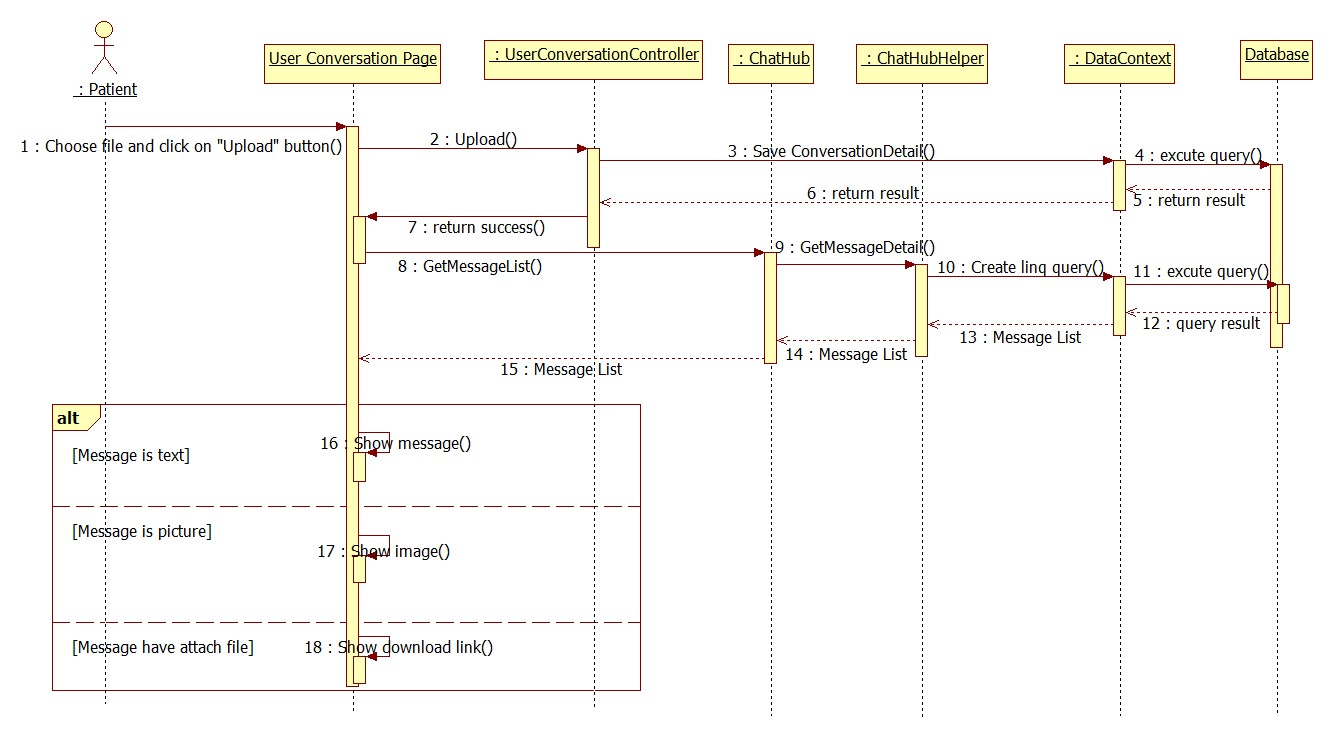 : Patient
User Conversation Page
: UserConversationController
: ChatHub
: ChatHubHelper
: DataContext
Database
1 : Choose file and click on "Upload" button()
2 : Upload()
3 : Save ConversationDetail()
4 : excute query()
5 : return result
6 : return result
7 : return success()
8 : GetMessageList()
9 : GetMessageDetail()
10 : Create linq query()
11 : excute query()
12 : query result
13 : Message List
14 : Message List
15 : Message List
alt
16 : Show message()
[Message is text]
[Message is picture]
17 : Show image()
[Message have attach file]
18 : Show download link()